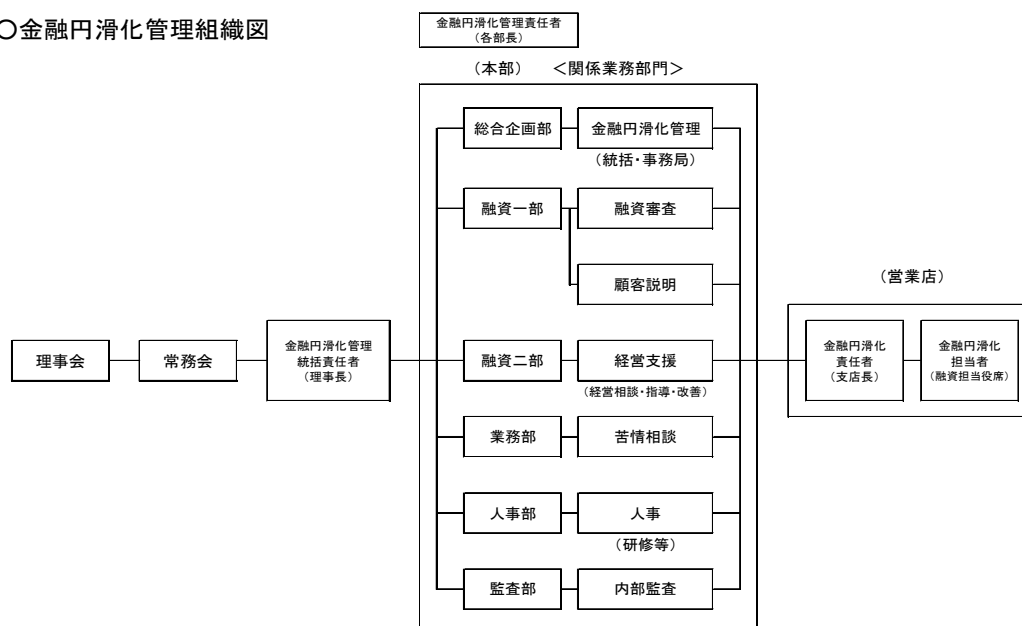 〇金融円滑化管理組織図
金融円滑化管理責任者
（各部長）
（本部） ＜関係業務部門＞
総合企画部
金融円滑化管理
（統括・事務局）
融資一部
融資審査
顧客説明
（営業店）
理事会
常務会
金融円滑化管理
統括責任者
（理事長）
融資二部
経営支援
（経営相談・指導・改善）
金融円滑化
責任者
（支店長）
金融円滑化
担当者
（融資担当役席）
業務部
苦情相談
人事部
人事
（研修等）
監査部
内部監査